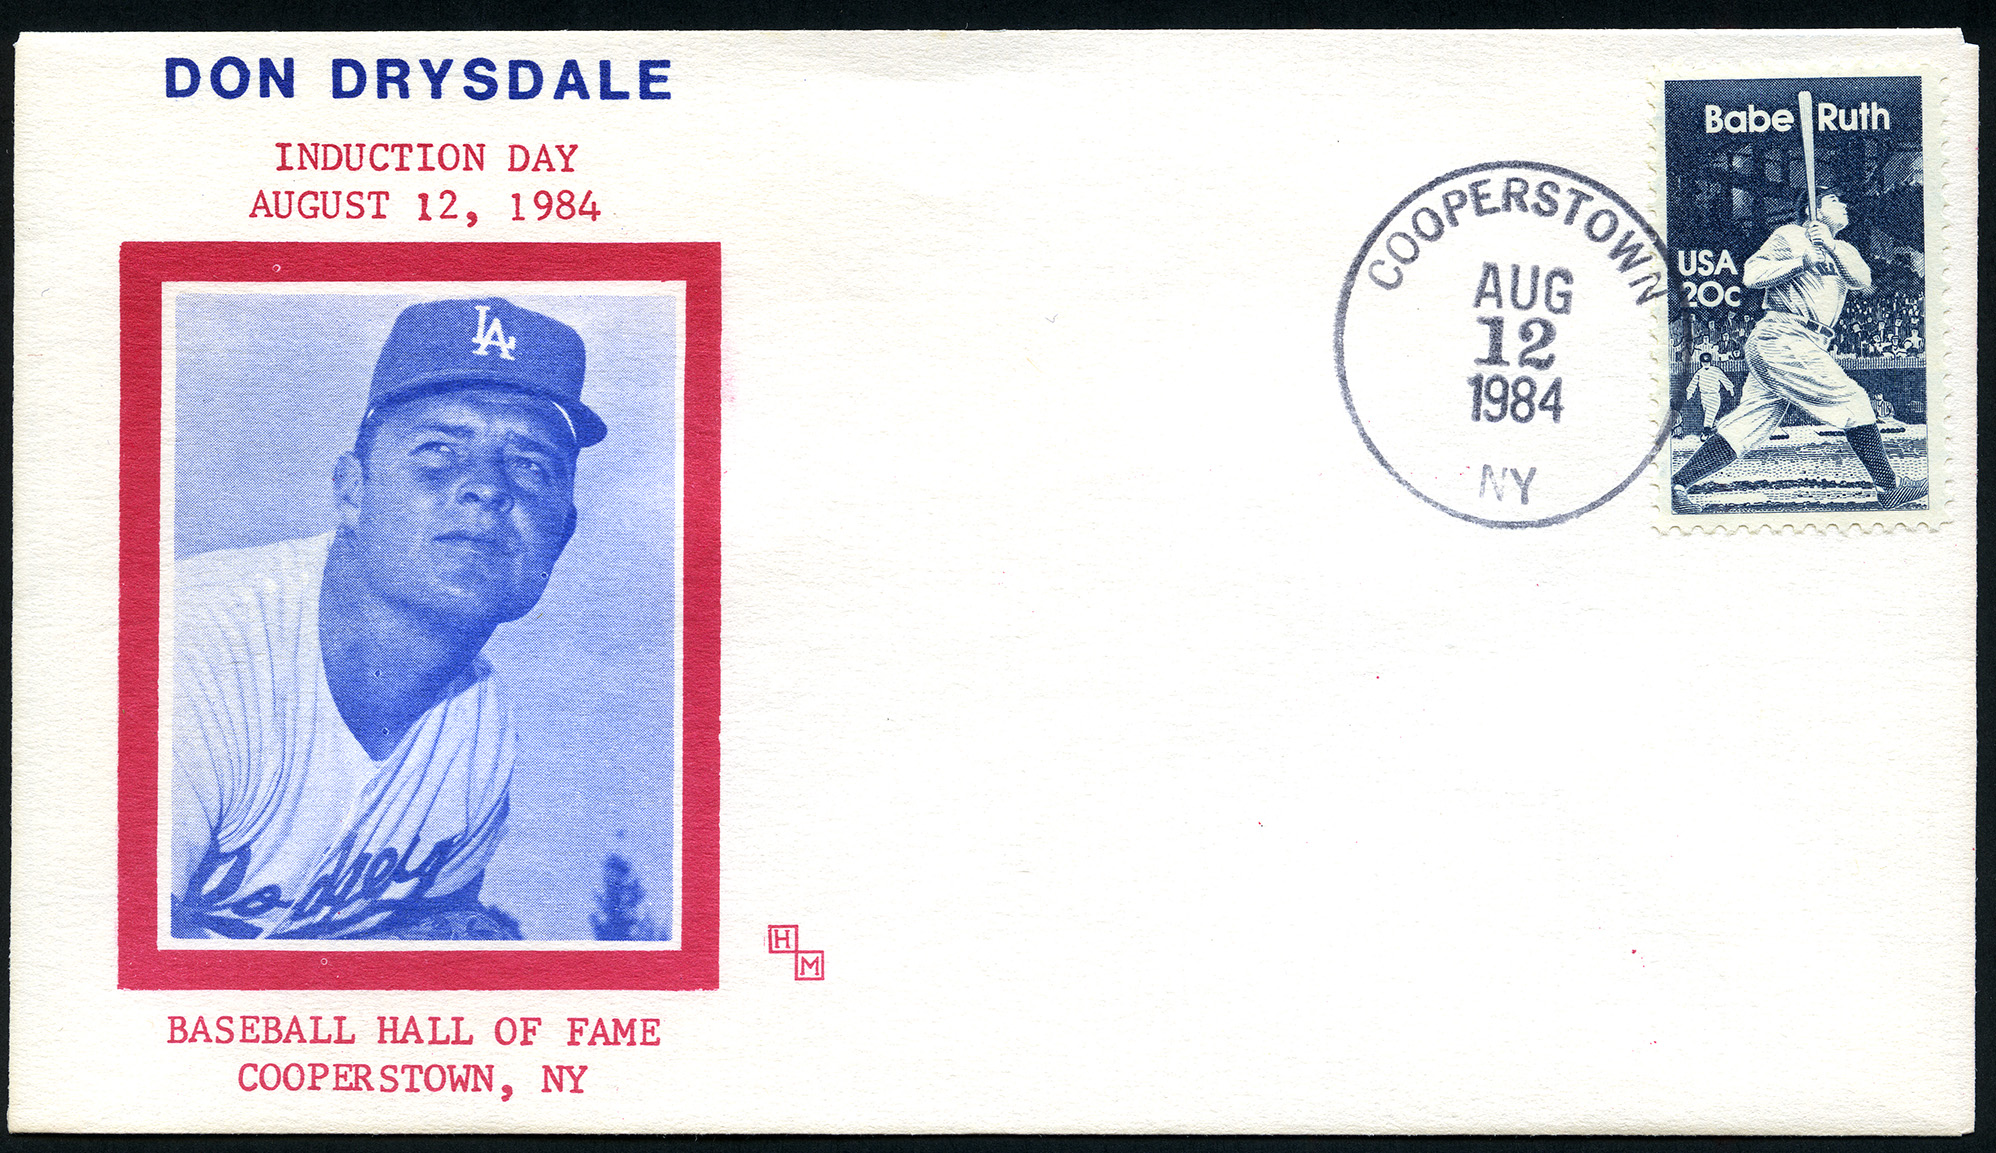 DON DRYSDALE
INDUCTION DAY
AUGUST 12, 1984
LA
Dodgers
BASEBALL HALL OF FAME
COOPERSTOWN, NY
H
M
COOPERSTOWN
AUG
12
1984
NY
Babe Ruth
USA
20c